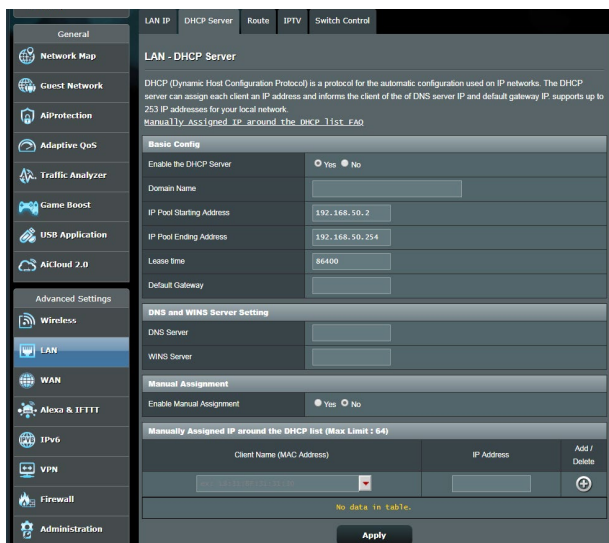 General
Network Map
Guest Network
AiProtection
Adaptive QoS
Traffic Analyzer
Game Boost
USB Application
AiCloud 2.0
Advanced Settings
Wireless
LAN
WAN
Alexa & IFTTT
IPv6
VPN
Firewall
Administration
LAN IP DHCP Server Route IPTV Switch Control
LAN - DHCP Server
DHCP (Dynamic Host Configuration Protocol) is a protocol for the automatic configuration used on IP networks. The DHCP
server can assign each client an IP address and informs the client of the of DNS server IP and default gateway IP. supports up to
253 IP addresses for your local network.
Manually Assigned IP around the DHCP list FAQ
Basic Config
Enable the DHCP Server Yes No
Domain Name
IP Pool Starting Address 192.168.50.2
IP Pool Ending Address 192.168.50.254
Lease time 86400
Default Gateway
DNS and WINS Server Setting
DNS Server
WINS Server
Manual Assignment
Enable Manual Assignment Yes No
Manually Assigned IP around the DHCP list (Max Limit : 64)
Client Name (MAC Address) IP Address Add / Delete
No data in table.
Apply